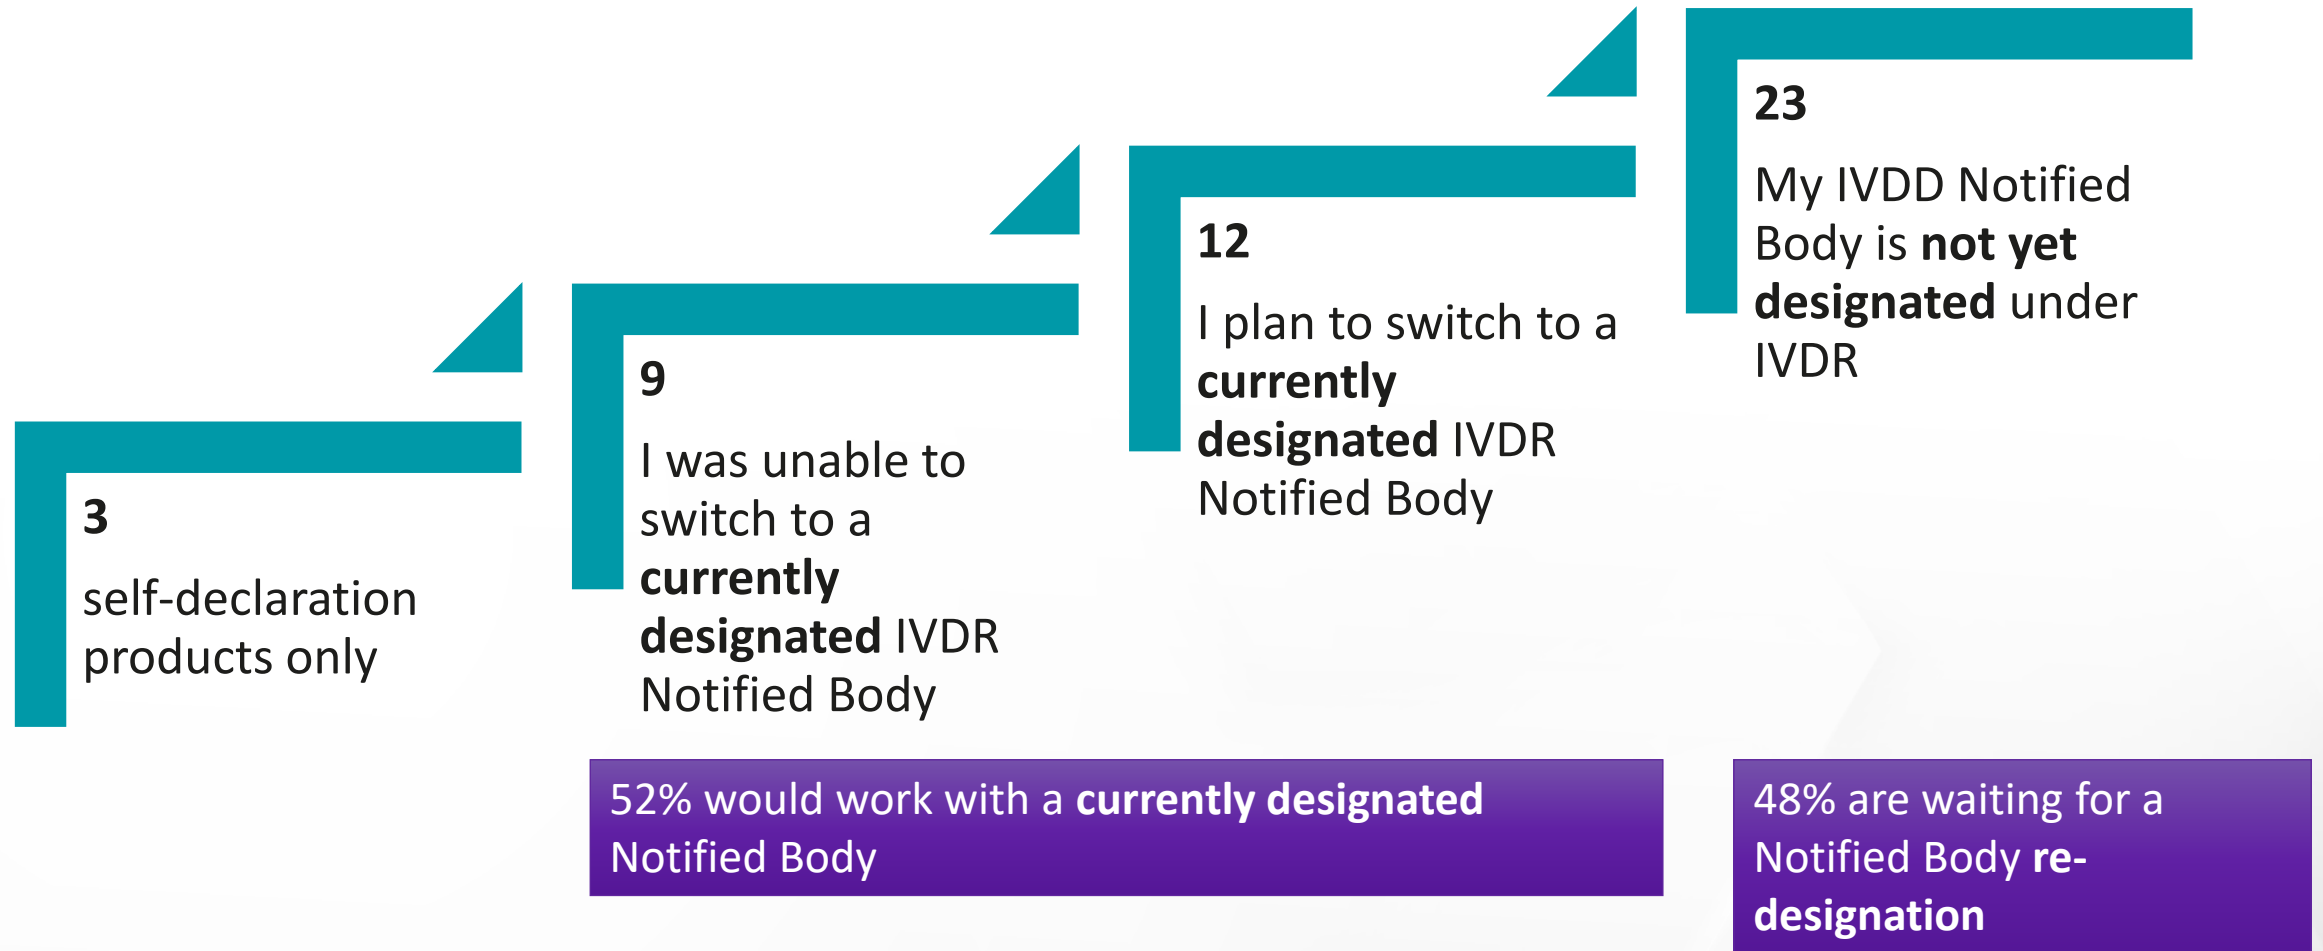 3
self-declaration
products only
9
I was unable to
switch to a
currently
designated IVDR
Notified Body
12
I plan to switch to a
currently
designated IVDR
Notified Body
23
My IVDD Notified
Body is not yet
designated under
IVDR
52% would work with a currently designated
Notified Body
48% are waiting for a
Notified Body re-
designation